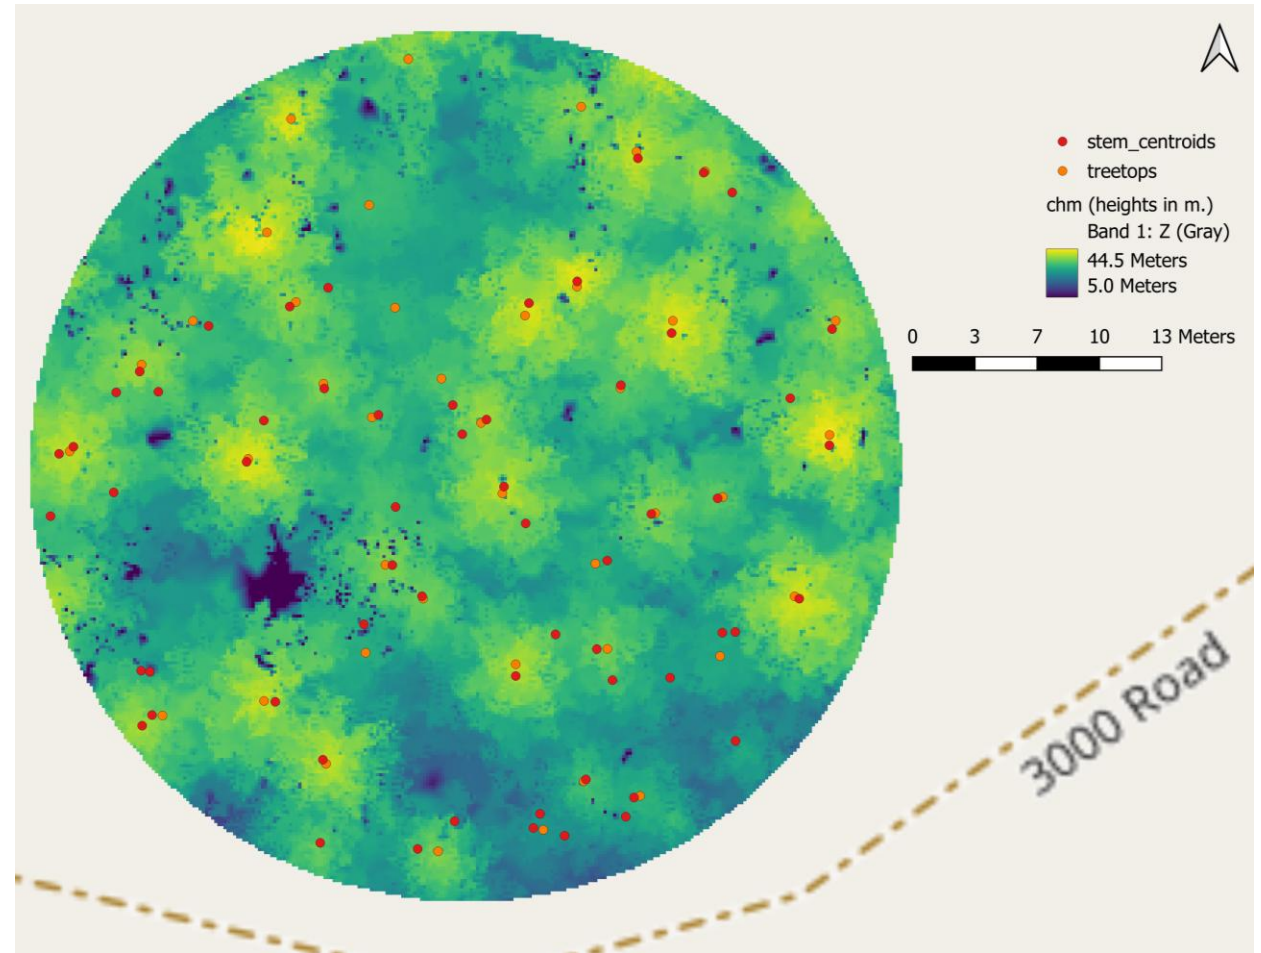 stem_centroids
treetops
chm (heights in m.)
Band 1: Z (Gray)
44.5 Meters
5.0 Meters
0 3 7 10 13 Meters
3000 Road